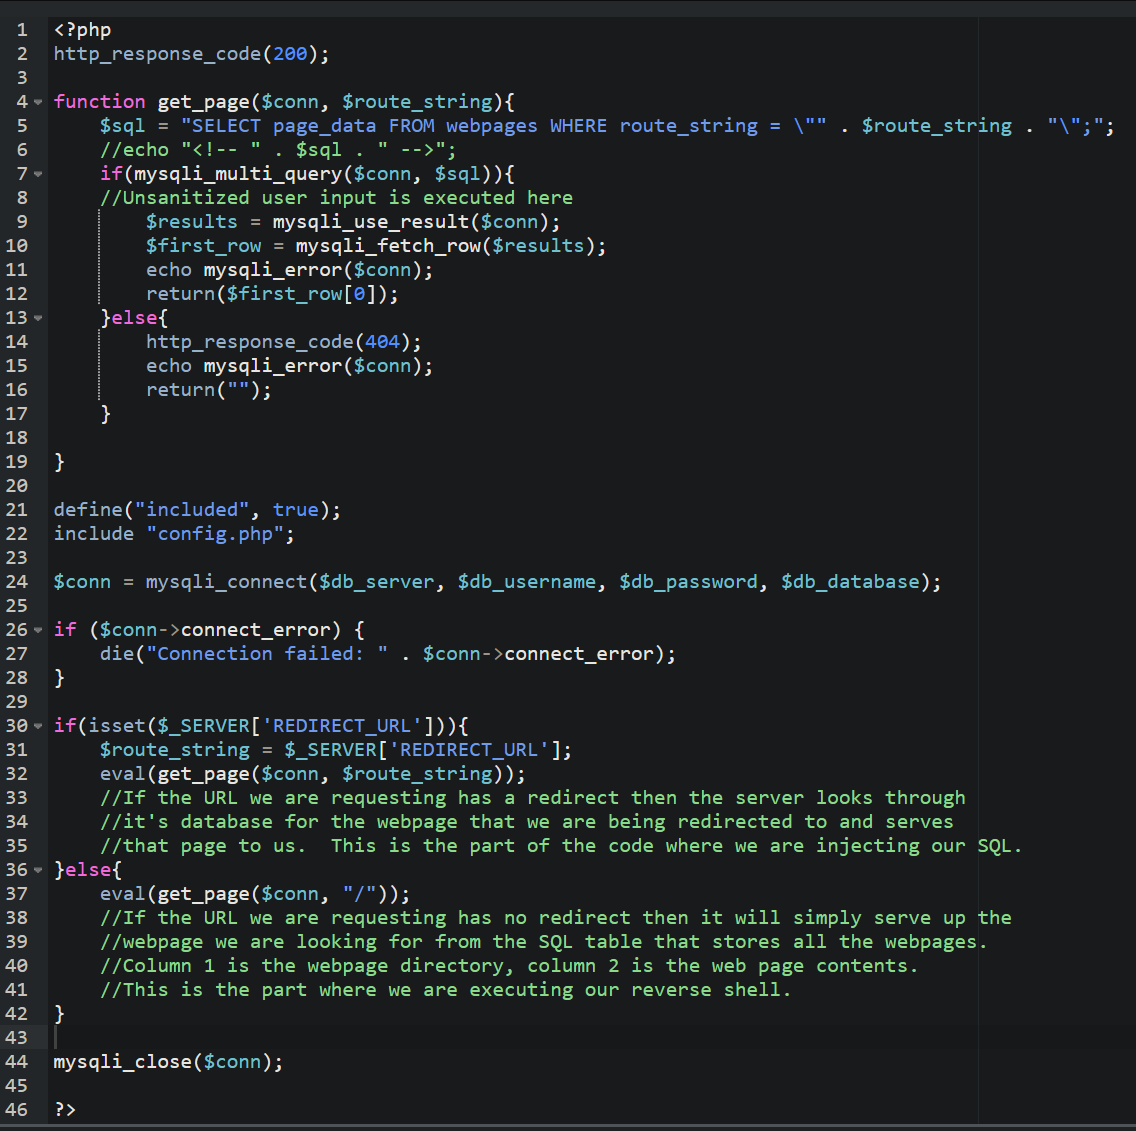 1 <?php
2 http_response_code(200);
3
4 function get_page($conn, $route_string){
5     $sql = "SELECT page_data FROM webpages WHERE route_string = \"" . $route_string . "\";";
6     //echo "<!-- " . $sql . " -->";
7     if(mysqli_multi_query($conn, $sql)){
8     //Unsanitized user input is executed here
9         $results = mysqli_use_result($conn);
10         $first_row = mysqli_fetch_row($results);
11         echo mysqli_error($conn);
12         return($first_row[0]);
13     }else{
14         http_response_code(404);
15         echo mysqli_error($conn);
16         return("");
17     }
18
19 }
20
21 define("included", true);
22 include "config.php";
23
24 $conn = mysqli_connect($db_server, $db_username, $db_password, $db_database);
25
26 if ($conn->connect_error) {
27     die("Connection failed: " . $conn->connect_error);
28 }
29
30 if(isset($_SERVER['REDIRECT_URL'])){
31     $route_string = $_SERVER['REDIRECT_URL'];
32     eval(get_page($conn, $route_string));
33     //If the URL we are requesting has a redirect then the server looks through
34     //it's database for the webpage that we are being redirected to and serves
35     //that page to us.  This is the part of the code where we are injecting our SQL.
36 }else{
37     eval(get_page($conn, "/"));
38     //If the URL we are requesting has no redirect then it will simply serve up the
39     //webpage we are looking for from the SQL table that stores all the webpages.
40     //Column 1 is the webpage directory, column 2 is the web page contents.
41     //This is the part where we are executing our reverse shell.
42 }
43
44 mysqli_close($conn);
45
46 ?>